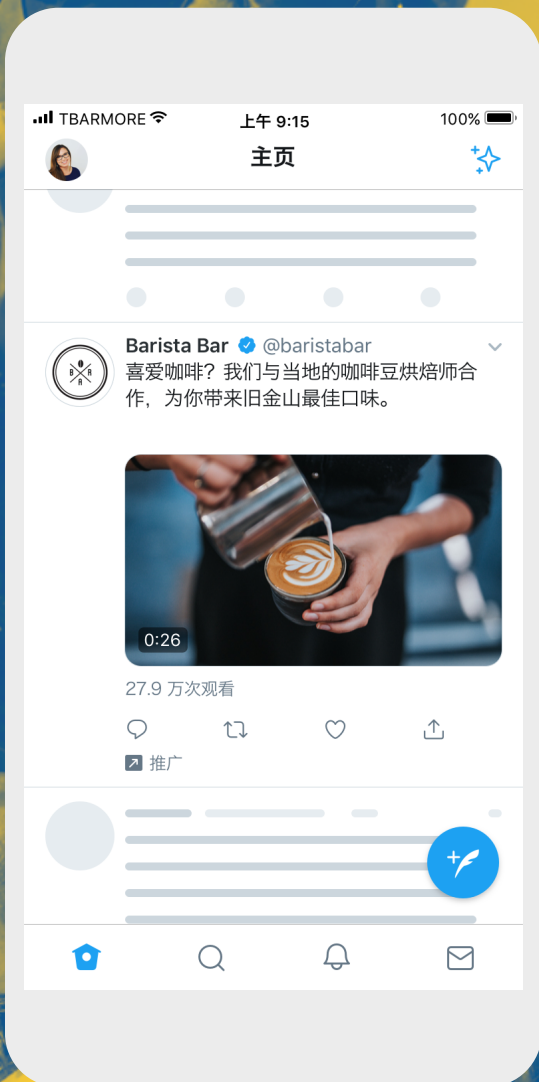 TBARMORE 上午 9:15 100%
主页
Barista Bar @baristabar
喜爱咖啡？我们与当地的咖啡豆烘焙师合
作，为你带来旧金山最佳口味。
B A R A
0:26
27.9 万次观看
推广